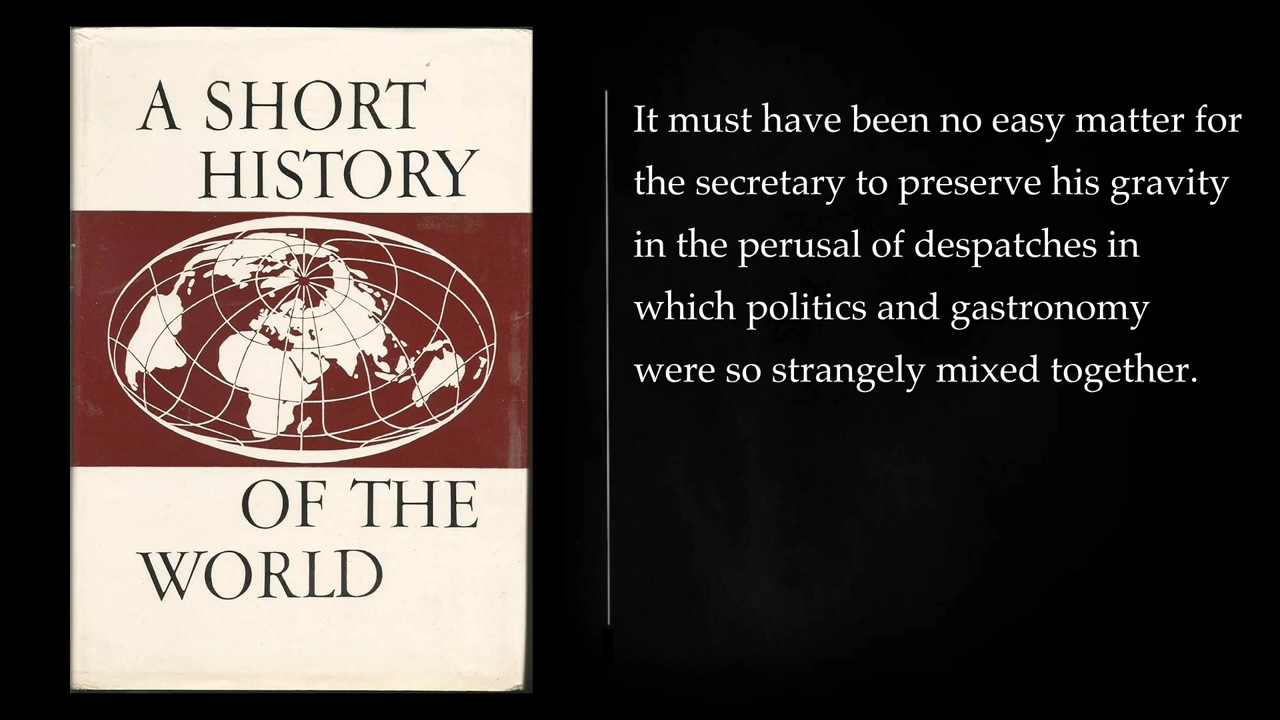 A SHORT
HISTORY
OF THE
WORLD
It must have been no easy matter for
the secretary to preserve his gravity
in the perusal of despatches in
which politics and gastronomy
were so strangely mixed together.